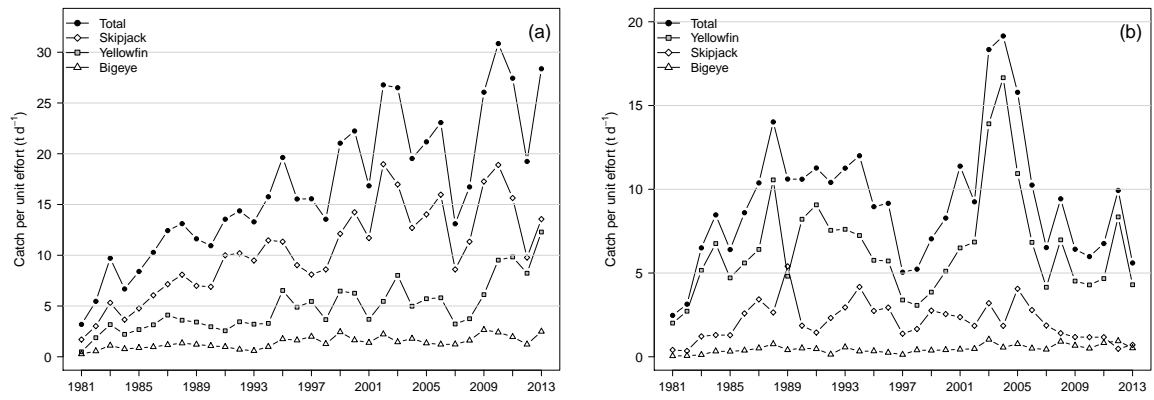 (a)
Total
Skipjack
Yellowfin
Bigeye
Catch per unit effort (t d−1)
30
25
20
15
10
5
0
1981 1985 1989 1993 1997 2001 2005 2009 2013
(b)
Total
Yellowfin
Skipjack
Bigeye
Catch per unit effort (t d−1)
20
15
10
5
0
1981 1985 1989 1993 1997 2001 2005 2009 2013